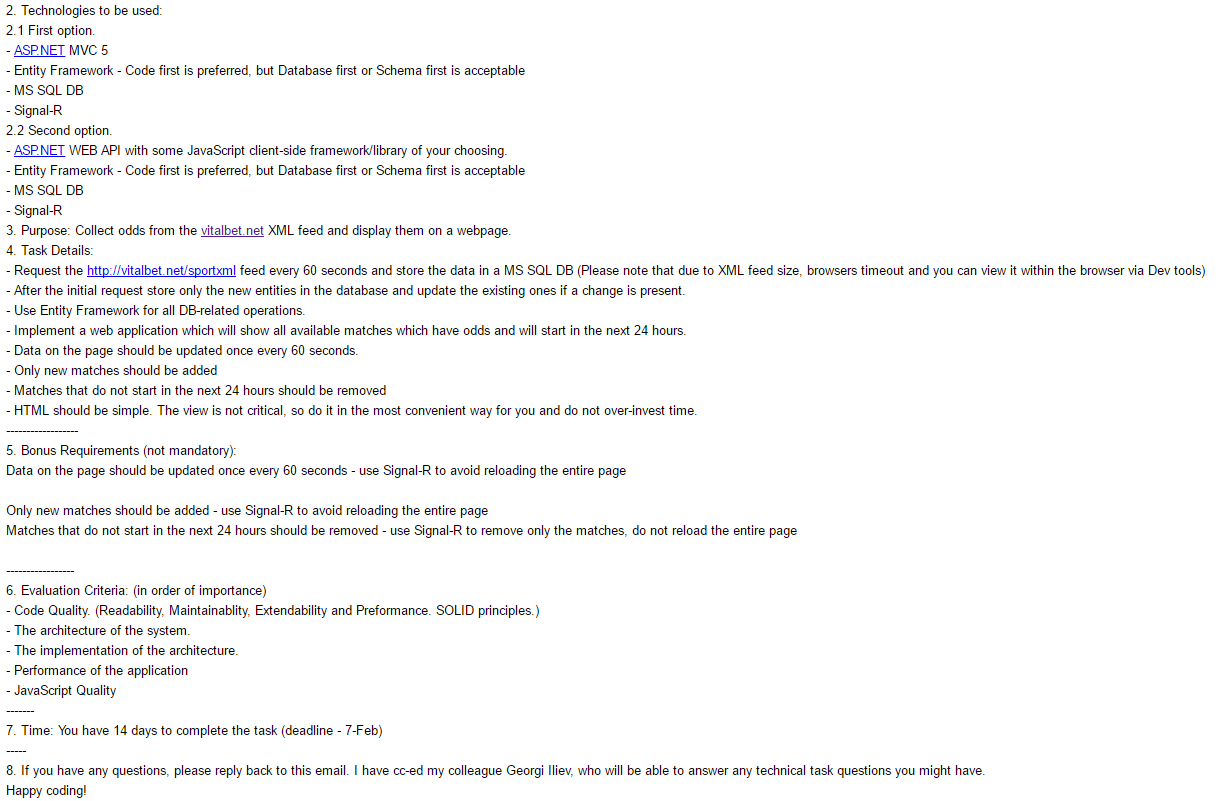 2. Technologies to be used:
2.1 First option.
- ASP.NET MVC 5
- Entity Framework - Code first is preferred, but Database first or Schema first is acceptable
- MS SQL DB
- Signal-R
2.2 Second option.
- ASP.NET WEB API with some JavaScript client-side framework/library of your choosing.
- Entity Framework - Code first is preferred, but Database first or Schema first is acceptable
- MS SQL DB
- Signal-R
3. Purpose: Collect odds from the vitalbet.net XML feed and display them on a webpage.
4. Task Details:
- Request the http://vitalbet.net/sportxml feed every 60 seconds and store the data in a MS SQL DB (Please note that due to XML feed size, browsers timeout and you can view it within the browser via Dev tools)
- After the initial request store only the new entities in the database and update the existing ones if a change is present.
- Use Entity Framework for all DB-related operations.
- Implement a web application which will show all available matches which have odds and will start in the next 24 hours.
- Data on the page should be updated once every 60 seconds.
- Only new matches should be added
- Matches that do not start in the next 24 hours should be removed
- HTML should be simple. The view is not critical, so do it in the most convenient way for you and do not over-invest time.
------------------
5. Bonus Requirements (not mandatory):
Data on the page should be updated once every 60 seconds - use Signal-R to avoid reloading the entire page
Only new matches should be added - use Signal-R to avoid reloading the entire page
Matches that do not start in the next 24 hours should be removed - use Signal-R to remove only the matches, do not reload the entire page
-----------------
6. Evaluation Criteria: (in order of importance)
- Code Quality. (Readability, Maintainablity, Extendability and Preformance. SOLID principles.)
- The architecture of the system.
- The implementation of the architecture.
- Performance of the application
- JavaScript Quality
-------
7. Time: You have 14 days to complete the task (deadline - 7-Feb)
-----
8. If you have any questions, please reply back to this email. I have cc-ed my colleague Georgi Iliev, who will be able to answer any technical task questions you might have.
Happy coding!